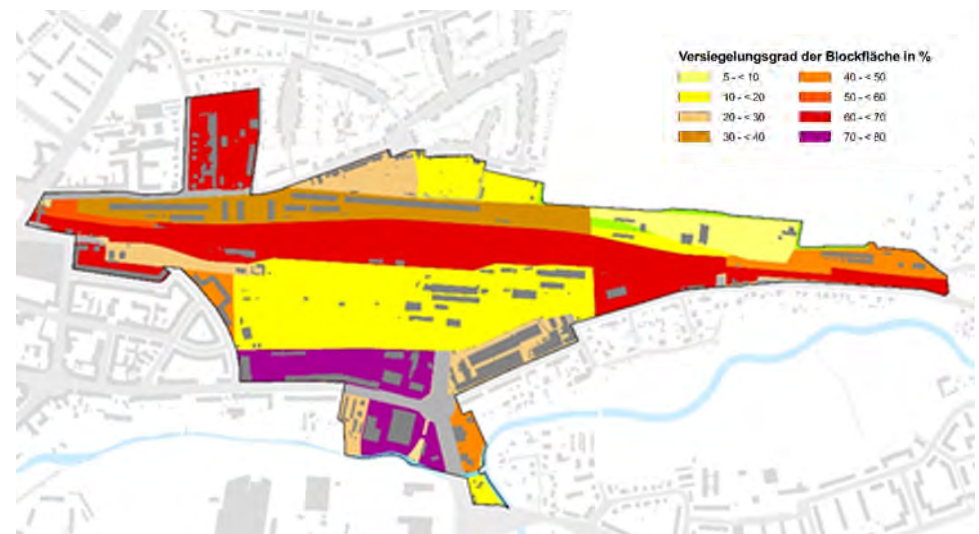 Versiegelungsgrad der Blockfläche in %
5 - < 10
10 - < 20
20 - < 30
30 - < 40
40 - < 50
50 - < 60
60 - < 70
70 - < 80